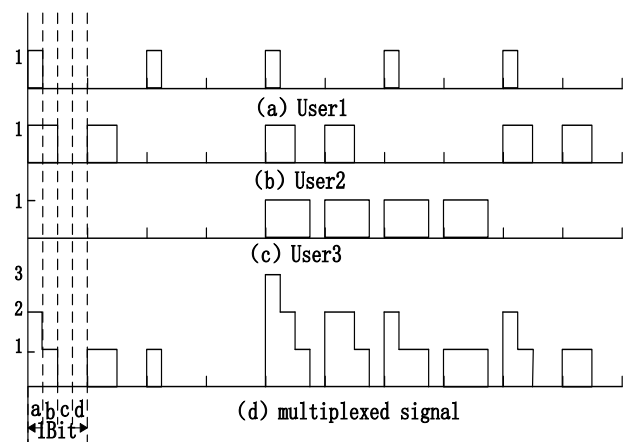 1
(a) User1
1
(b) User2
1
(c) User3
3
2
1
a b c d
1Bit
(d) multiplexed signal